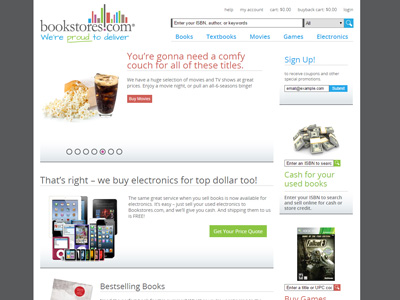 help my account cart: $0.00 buyback cart: $0.00 login
bookstores.com®
We're proud to deliver
Enter your ISBN, author, or keywords
All
Search
Books Textbooks Movies Games Electronics
You're gonna need a comfy
couch for all of these titles.
We have a huge selection of movies and TV shows at great
prices. Enjoy a movie night, or pull an all-6-seasons binge!
Buy Movies
Sign Up!
to receive coupons and other
special promotions.
email@example.com
Submit
Enter an ISBN to search
Cash for your
used books
Enter your ISBN to search
and sell online for cash or
store credit.
That's right – we buy electronics for top dollar too!
The same great service when you sell books is now available for
electronics. It's easy – just sell your used electronics to
Bookstores.com, and we'll give you cash. And shipping them to us
is FREE!
Get Your Price Quote
Enter a title or UPC
Bestselling Books